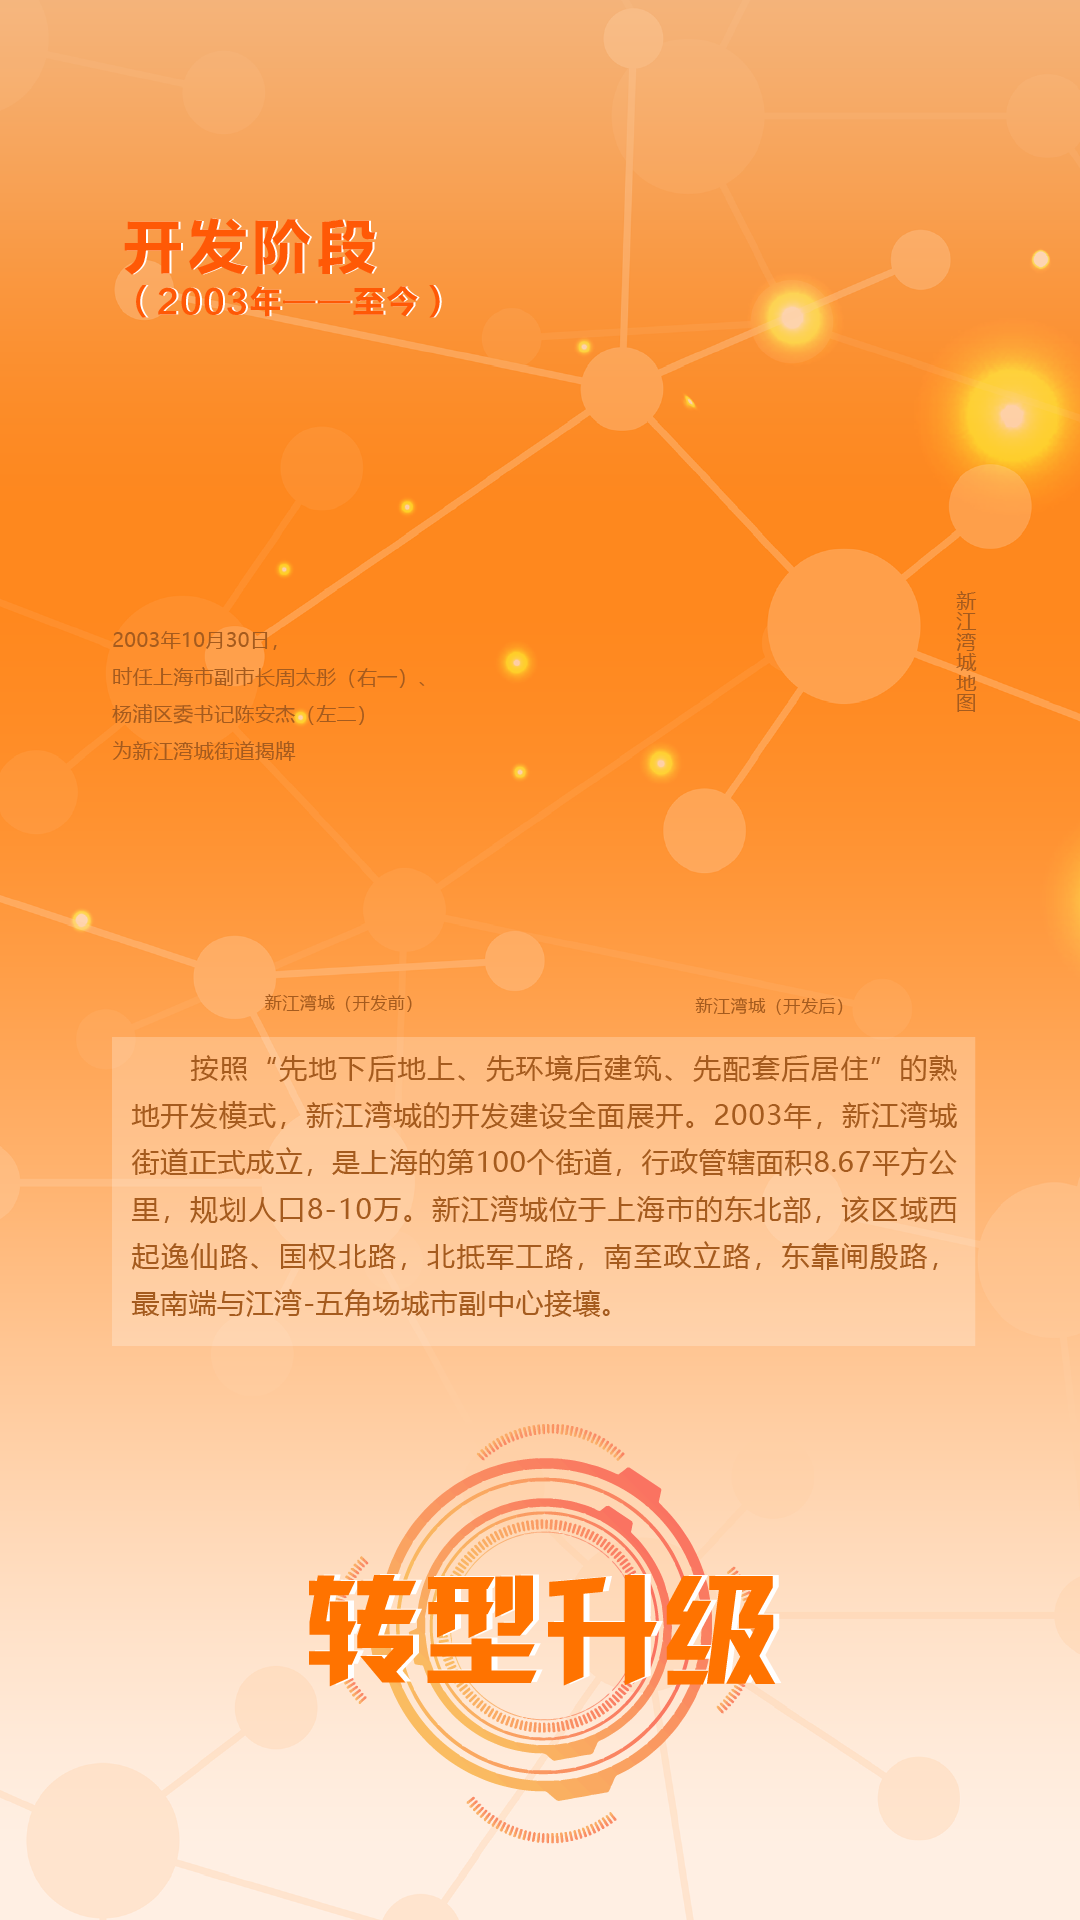 开发阶段
（2003年——至今）
2003年10月30日，
时任上海市副市长周太彤（右一）、
杨浦区委书记陈安杰（左二）
为新江湾城街道揭牌
新江湾城地图
新江湾城（开发前）
新江湾城（开发后）
按照“先地下后地上、先环境后建筑、先配套后居住”的熟
地开发模式，新江湾城的开发建设全面展开。2003年，新江湾城
街道正式成立，是上海的第100个街道，行政管辖面积8.67平方公
里，规划人口8-10万。新江湾城位于上海市的东北部，该区域西
起逸仙路、国权北路，北抵军工路，南至政立路，东靠闸殷路，
最南端与江湾-五角场城市副中心接壤。
转型升级